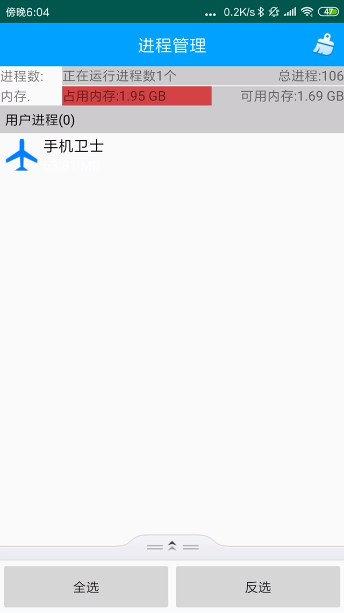 傍晚6:04 ... 0.2K/s 47
进程管理
进程数: 正在运行进程数1个 总进程:106
内存. 占用内存:1.95 GB 可用内存:1.69 GB
用户进程(0)
手机卫士
全选 反选